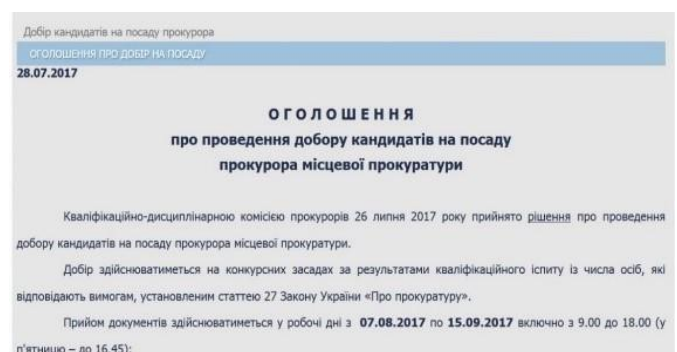 Добір кандидатів на посаду прокурора
ОГОЛОШЕННЯ ПРО ДОБІР НА ПОСАДУ
28.07.2017
О Г О Л О Ш Е Н Н Я
про проведення добору кандидатів на посаду
прокурора місцевої прокуратури
Кваліфікаційно-дисциплінарною комісією прокурорів 26 липня 2017 року прийнято рішення про проведення
добору кандидатів на посаду прокурора місцевої прокуратури.
Добір здійснюватиметься на конкурсних засадах за результатами кваліфікаційного іспиту із числа осіб, які
відповідають вимогам, установленим статтею 27 Закону України «Про прокуратуру».
Прийом документів здійснюватиметься у робочі дні з 07.08.2017 по 15.09.2017 включно з 9.00 до 18.00 (у
п'ятницю – до 16.45):